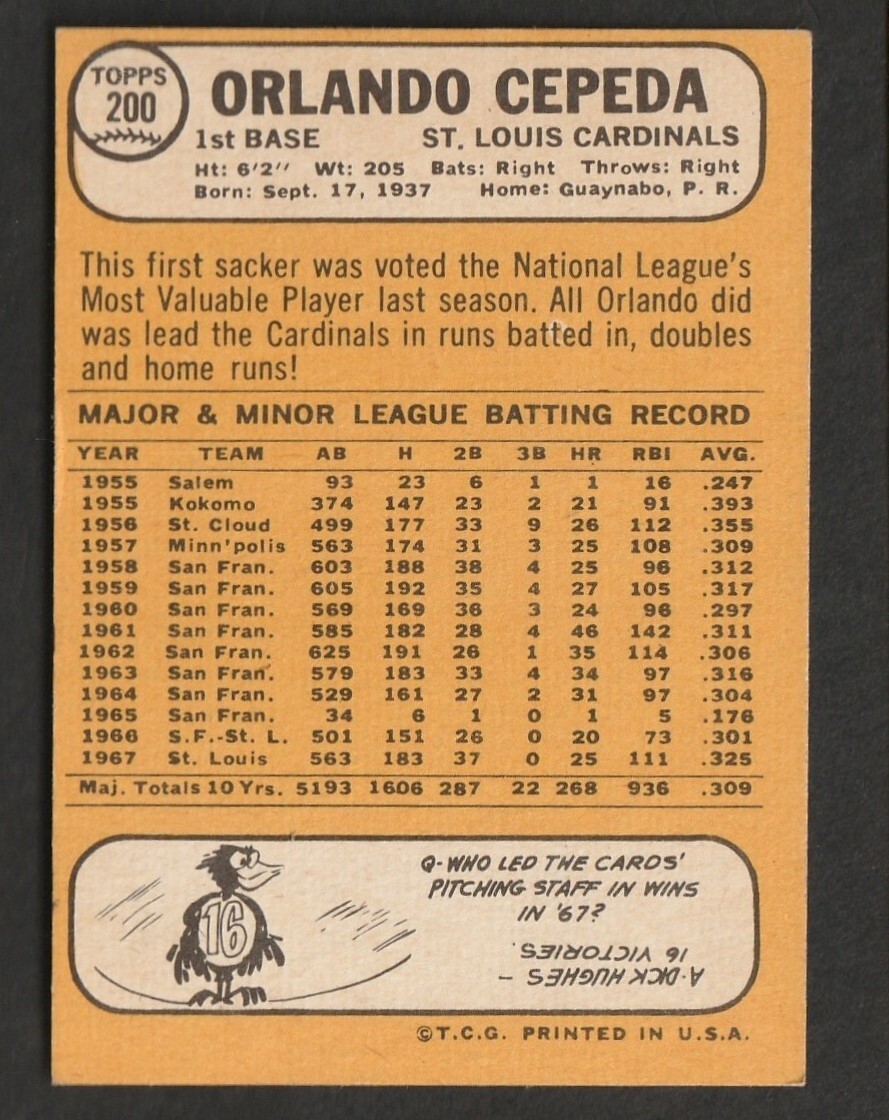 TOPPS
200
ORLANDO CEPEDA
1st BASE ST. LOUIS CARDINALS
Ht: 6'2" Wt: 205 Bats: Right Throws: Right
Born: Sept. 17, 1937 Home: Guaynabo, P. R.
This first sacker was voted the National League's
Most Valuable Player last season. All Orlando did
was lead the Cardinals in runs batted in, doubles
and home runs!
MAJOR & MINOR LEAGUE BATTING RECORD
YEAR TEAM AB H 2B 3B HR RBI AVG.
1955 Salem 93 23 6 1 1 16 .247
1955 Kokomo 374 147 23 2 21 91 .393
1956 St. Cloud 499 177 33 9 26 112 .355
1957 Minn'polis 563 174 31 3 25 108 .309
1958 San Fran. 603 188 38 4 25 96 .312
1959 San Fran. 605 192 35 4 27 105 .317
1960 San Fran. 569 169 36 3 24 96 .297
1961 San Fran. 585 182 28 4 46 142 .311
1962 San Fran. 625 191 26 1 35 114 .306
1963 San Fran. 579 183 33 4 34 97 .316
1964 San Fran. 529 161 27 2 31 97 .304
1965 San Fran. 34 6 1 0 1 5 .176
1966 S.F.-St. L. 501 151 26 0 20 73 .301
1967 St. Louis 563 183 37 0 25 111 .325
Maj. Totals 10 Yrs. 5193 1606 287 22 268 936 .309
16
Q-WHO LED THE CARDS'
PITCHING STAFF IN WINS
IN '67?
A-DICK HUGHES –
16 VICTORIES.
©T.C.G. PRINTED IN U.S.A.